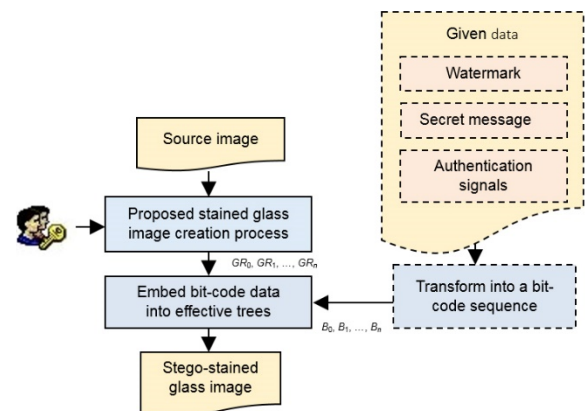 Given data
Watermark
Secret message
Authentication
signals
Source image
Proposed stained glass
image creation process
GR0, GR1, …, GRn
Embed bit-code data
into effective trees
Transform into a bit-
code sequence
B0, B1, …, Bn
Stego-stained
glass image